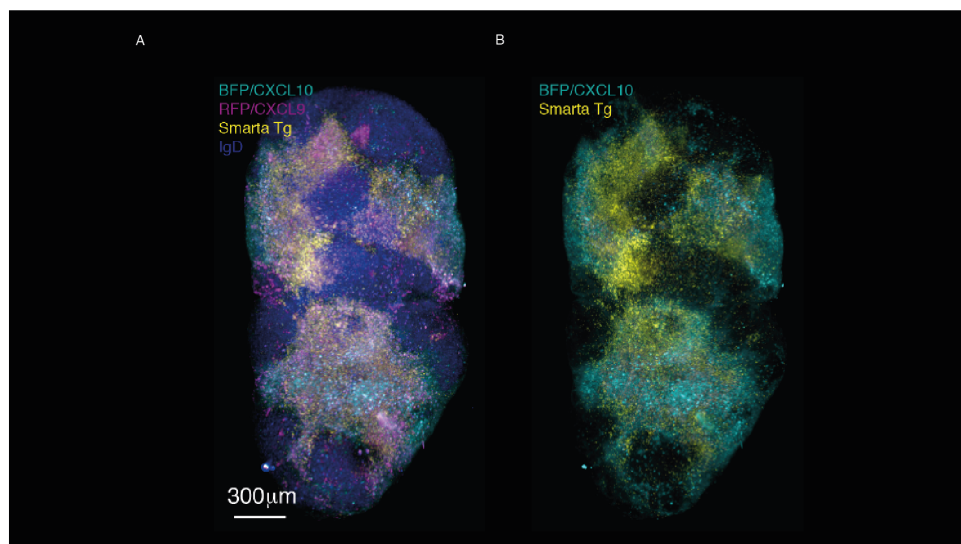 A
B
BFP/CXCL10
RFP/CXCL9
Smarta Tg
IgD
BFP/CXCL10
Smarta Tg
300μm